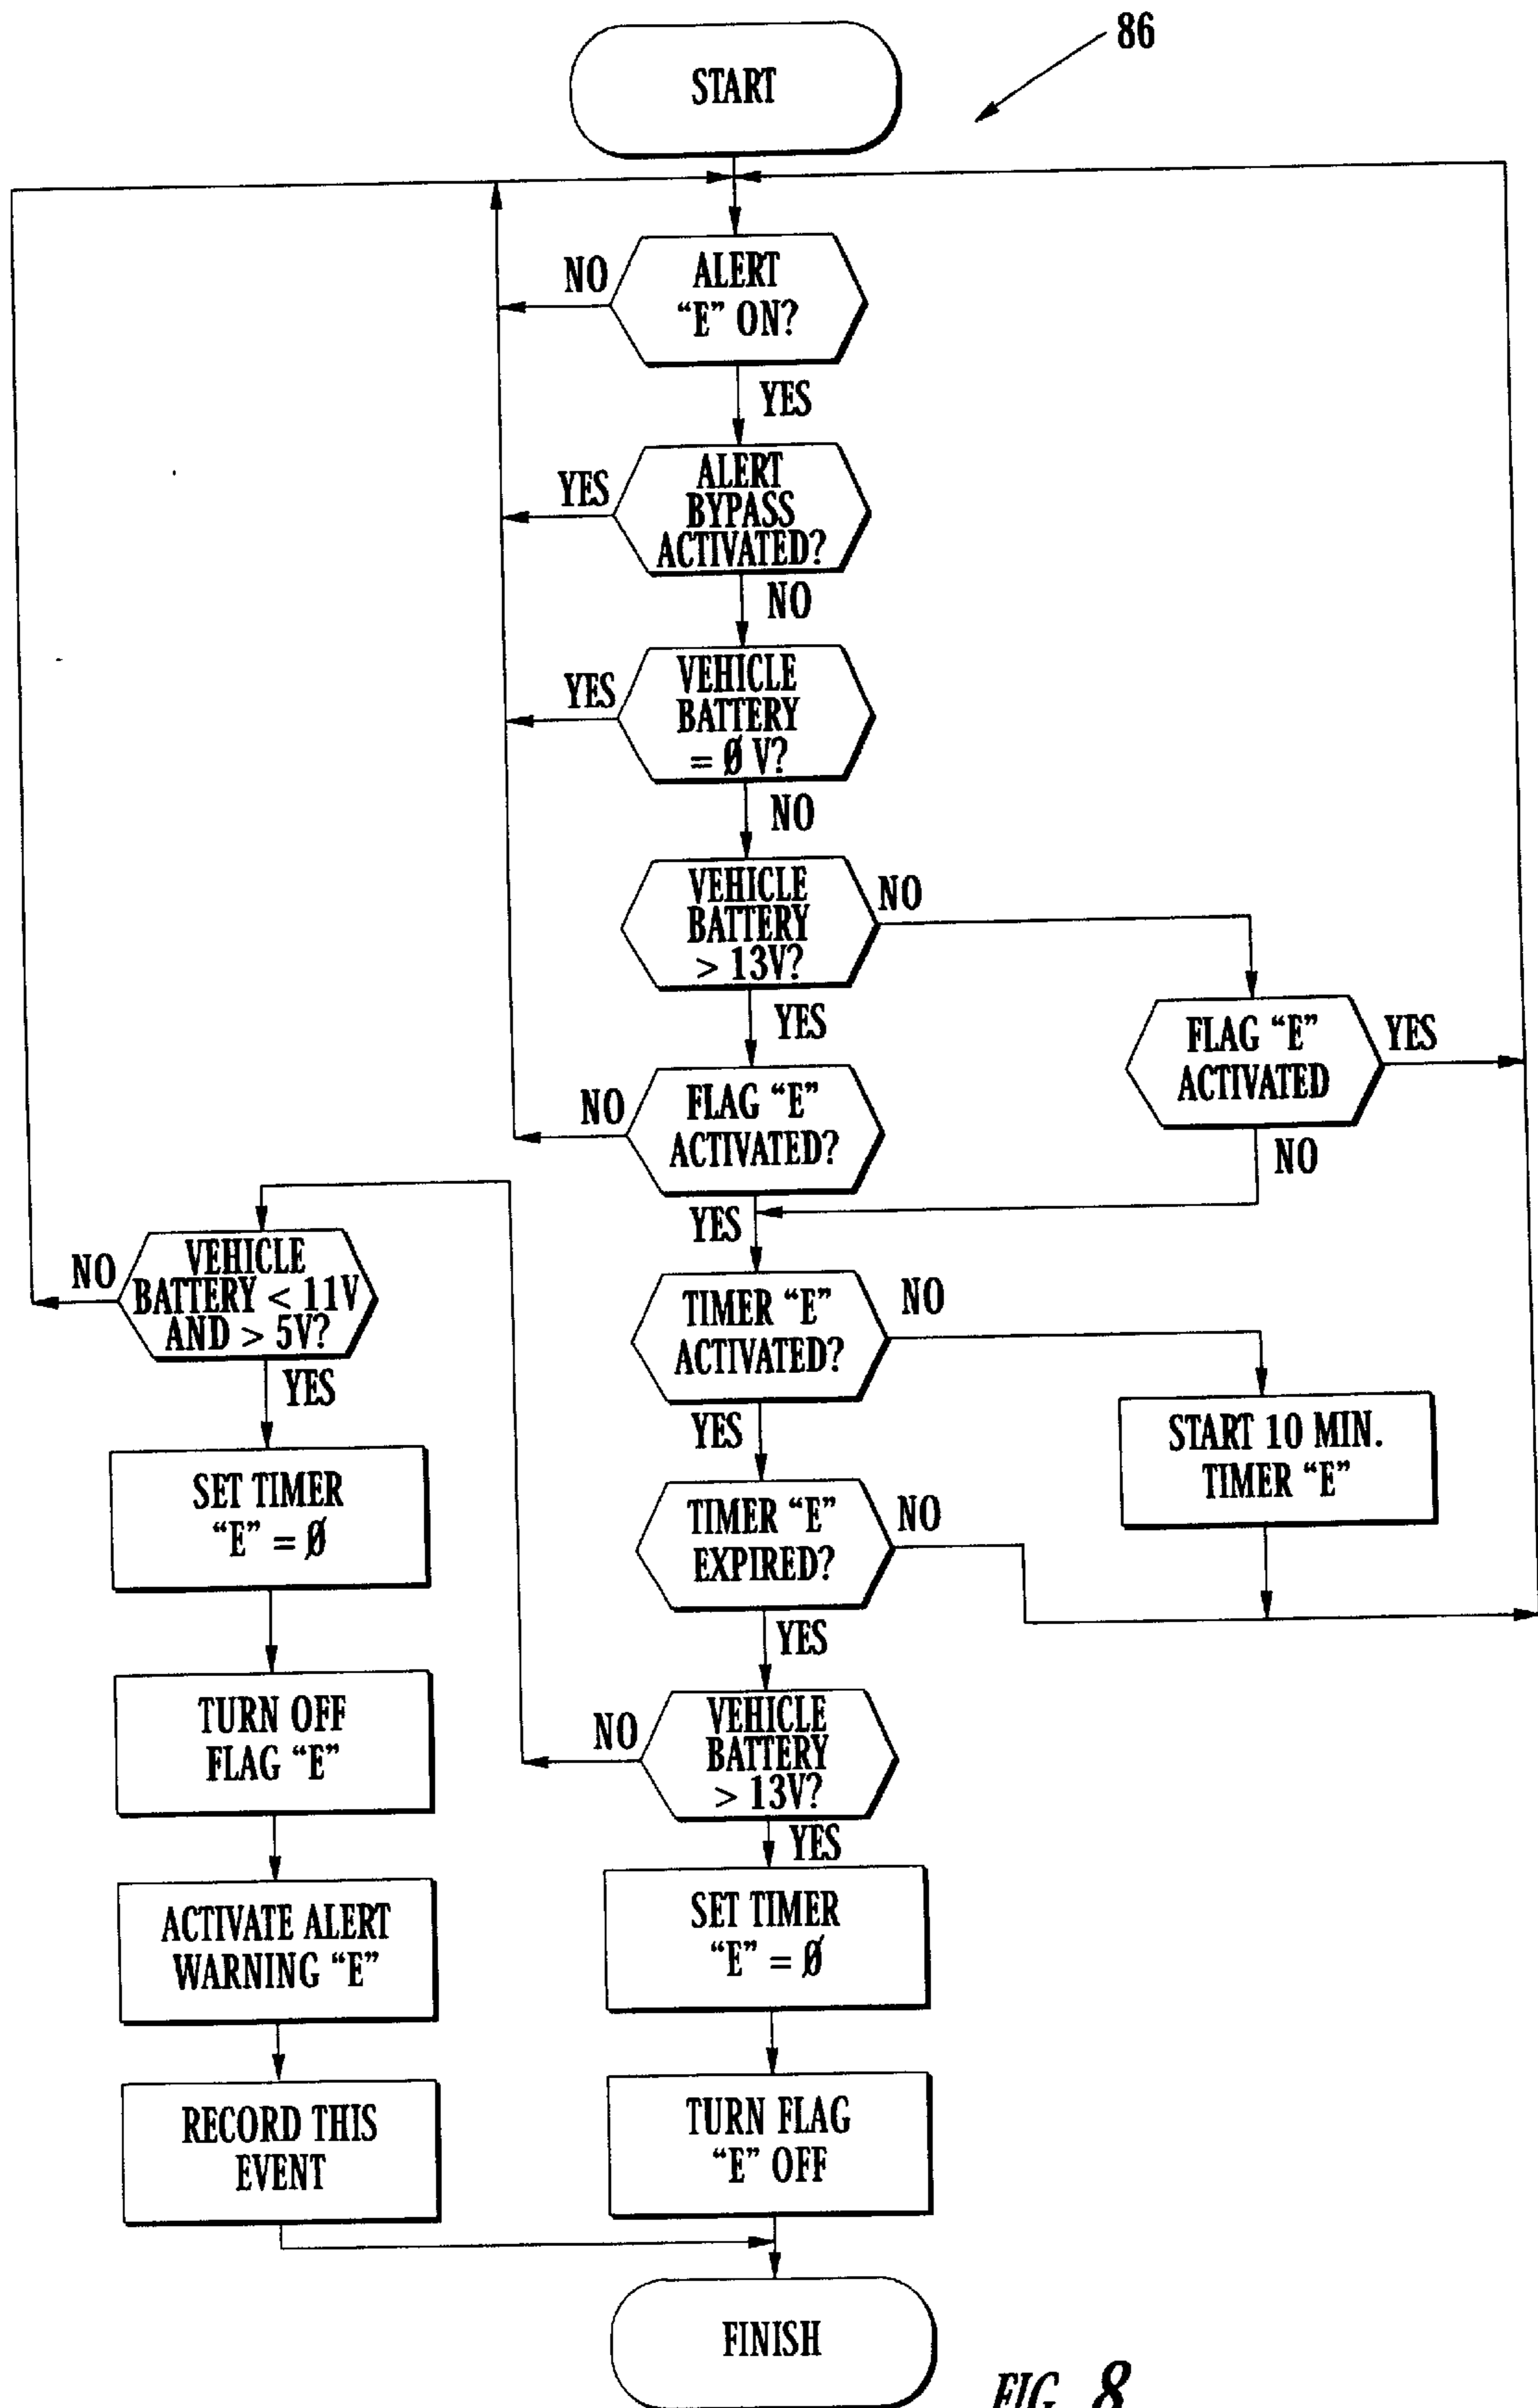 86
START
ALERT
“E” ON?
NO
YES
ALERT
BYPASS
ACTIVATED?
YES
NO
VEHICLE
BATTERY
= Ø V?
YES
NO
VEHICLE
BATTERY
> 13V?
NO
YES
FLAG “E”
ACTIVATED
YES
NO
FLAG “E”
ACTIVATED?
NO
YES
VEHICLE
BATTERY < 11V
AND > 5V?
NO
YES
TIMER “E”
ACTIVATED?
NO
YES
START 10 MIN.
TIMER “E”
SET TIMER
“E” = Ø
TIMER “E”
EXPIRED?
NO
YES
TURN OFF
FLAG “E”
VEHICLE
BATTERY
> 13V?
NO
YES
ACTIVATE ALERT
WARNING “E”
SET TIMER
“E” = Ø
RECORD THIS
EVENT
TURN FLAG
“E” OFF
FINISH
FIG. 8